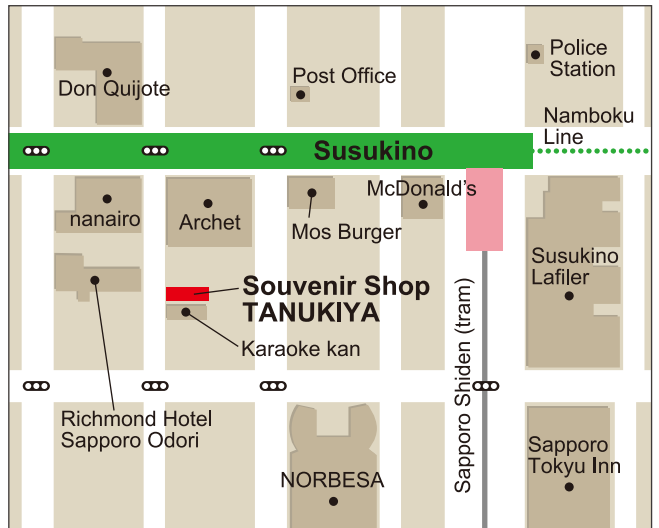 Don Quijote
Post Office
Police
Station
Namboku
Line
Susukino
nanairo
Archet
Mos Burger
McDonald's
Susukino
Lafiler
Souvenir Shop
TANUKIYA
Karaoke kan
Sapporo Shiden (tram)
Richmond Hotel
Sapporo Odori
NORBESA
Sapporo
Tokyu Inn